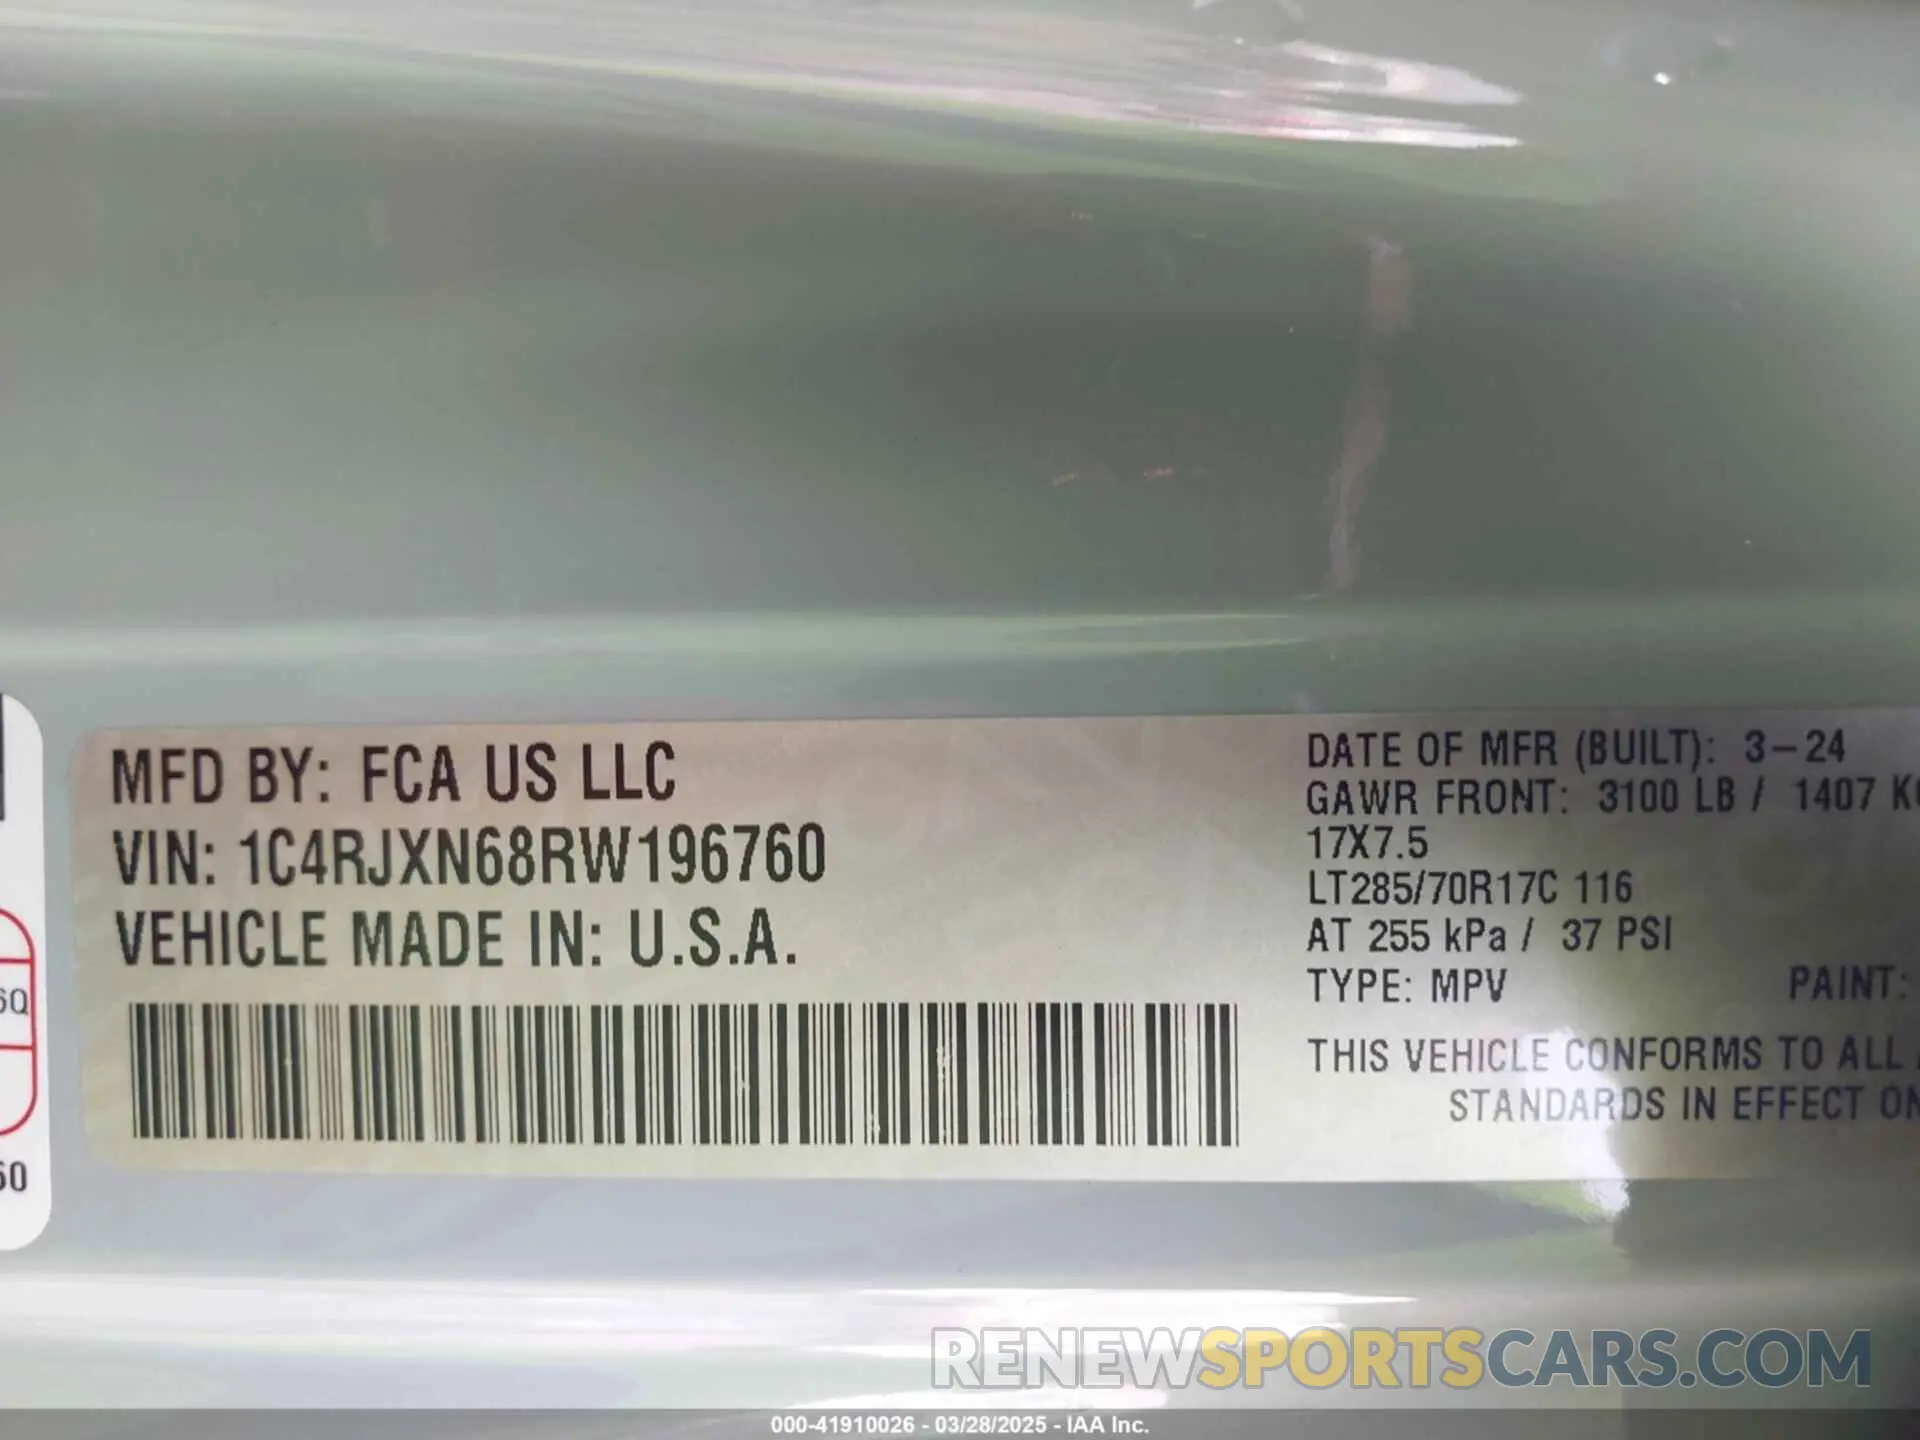 MFD BY: FCA US LLC
VIN: 1C4RJXN68RW196760
VEHICLE MADE IN: U.S.A.
DATE OF MFR (BUILT): 3-24
GAWR FRONT: 3100 LB / 1407
17X7.5
LT285/70R17C 116
AT 255 kPa / 37 PSI
TYPE: MPV PAINT:
THIS VEHICLE CONFORMS TO ALL
STANDARDS IN EFFECT ON
RENEWSPORTSCARS.COM
000-41910026 - 03/28/2025 - IAA Inc.